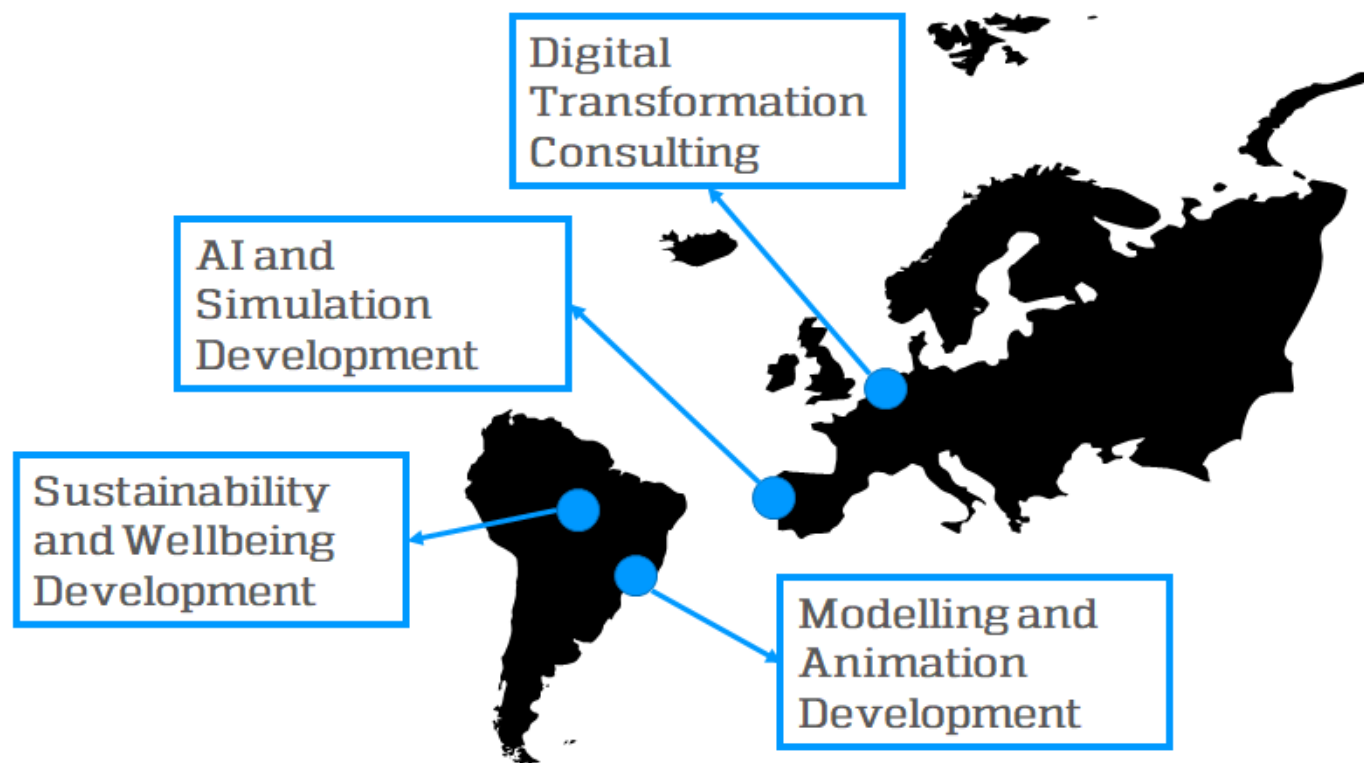 Digital
Transformation
Consulting
AI and
Simulation
Development
Sustainability
and Wellbeing
Development
Modelling and
Animation
Development